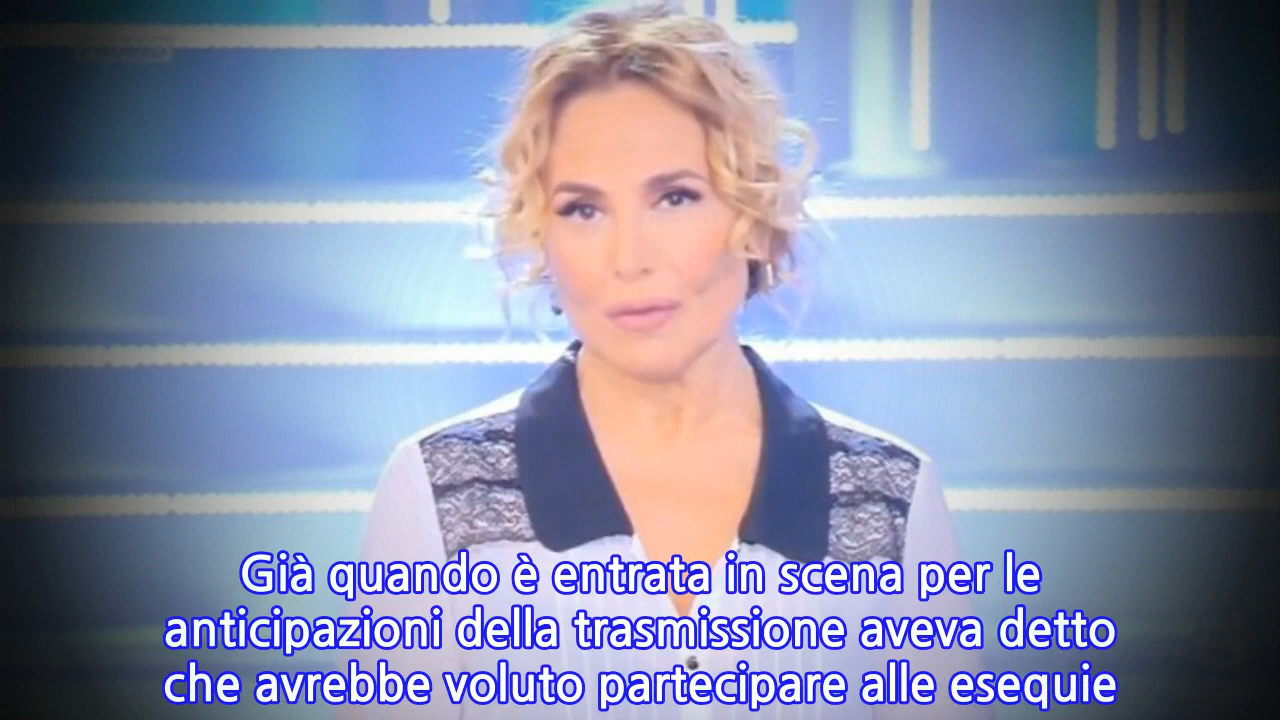 Già quando è entrata in scena per le
anticipazioni della trasmissione aveva detto
che avrebbe voluto partecipare alle esequie